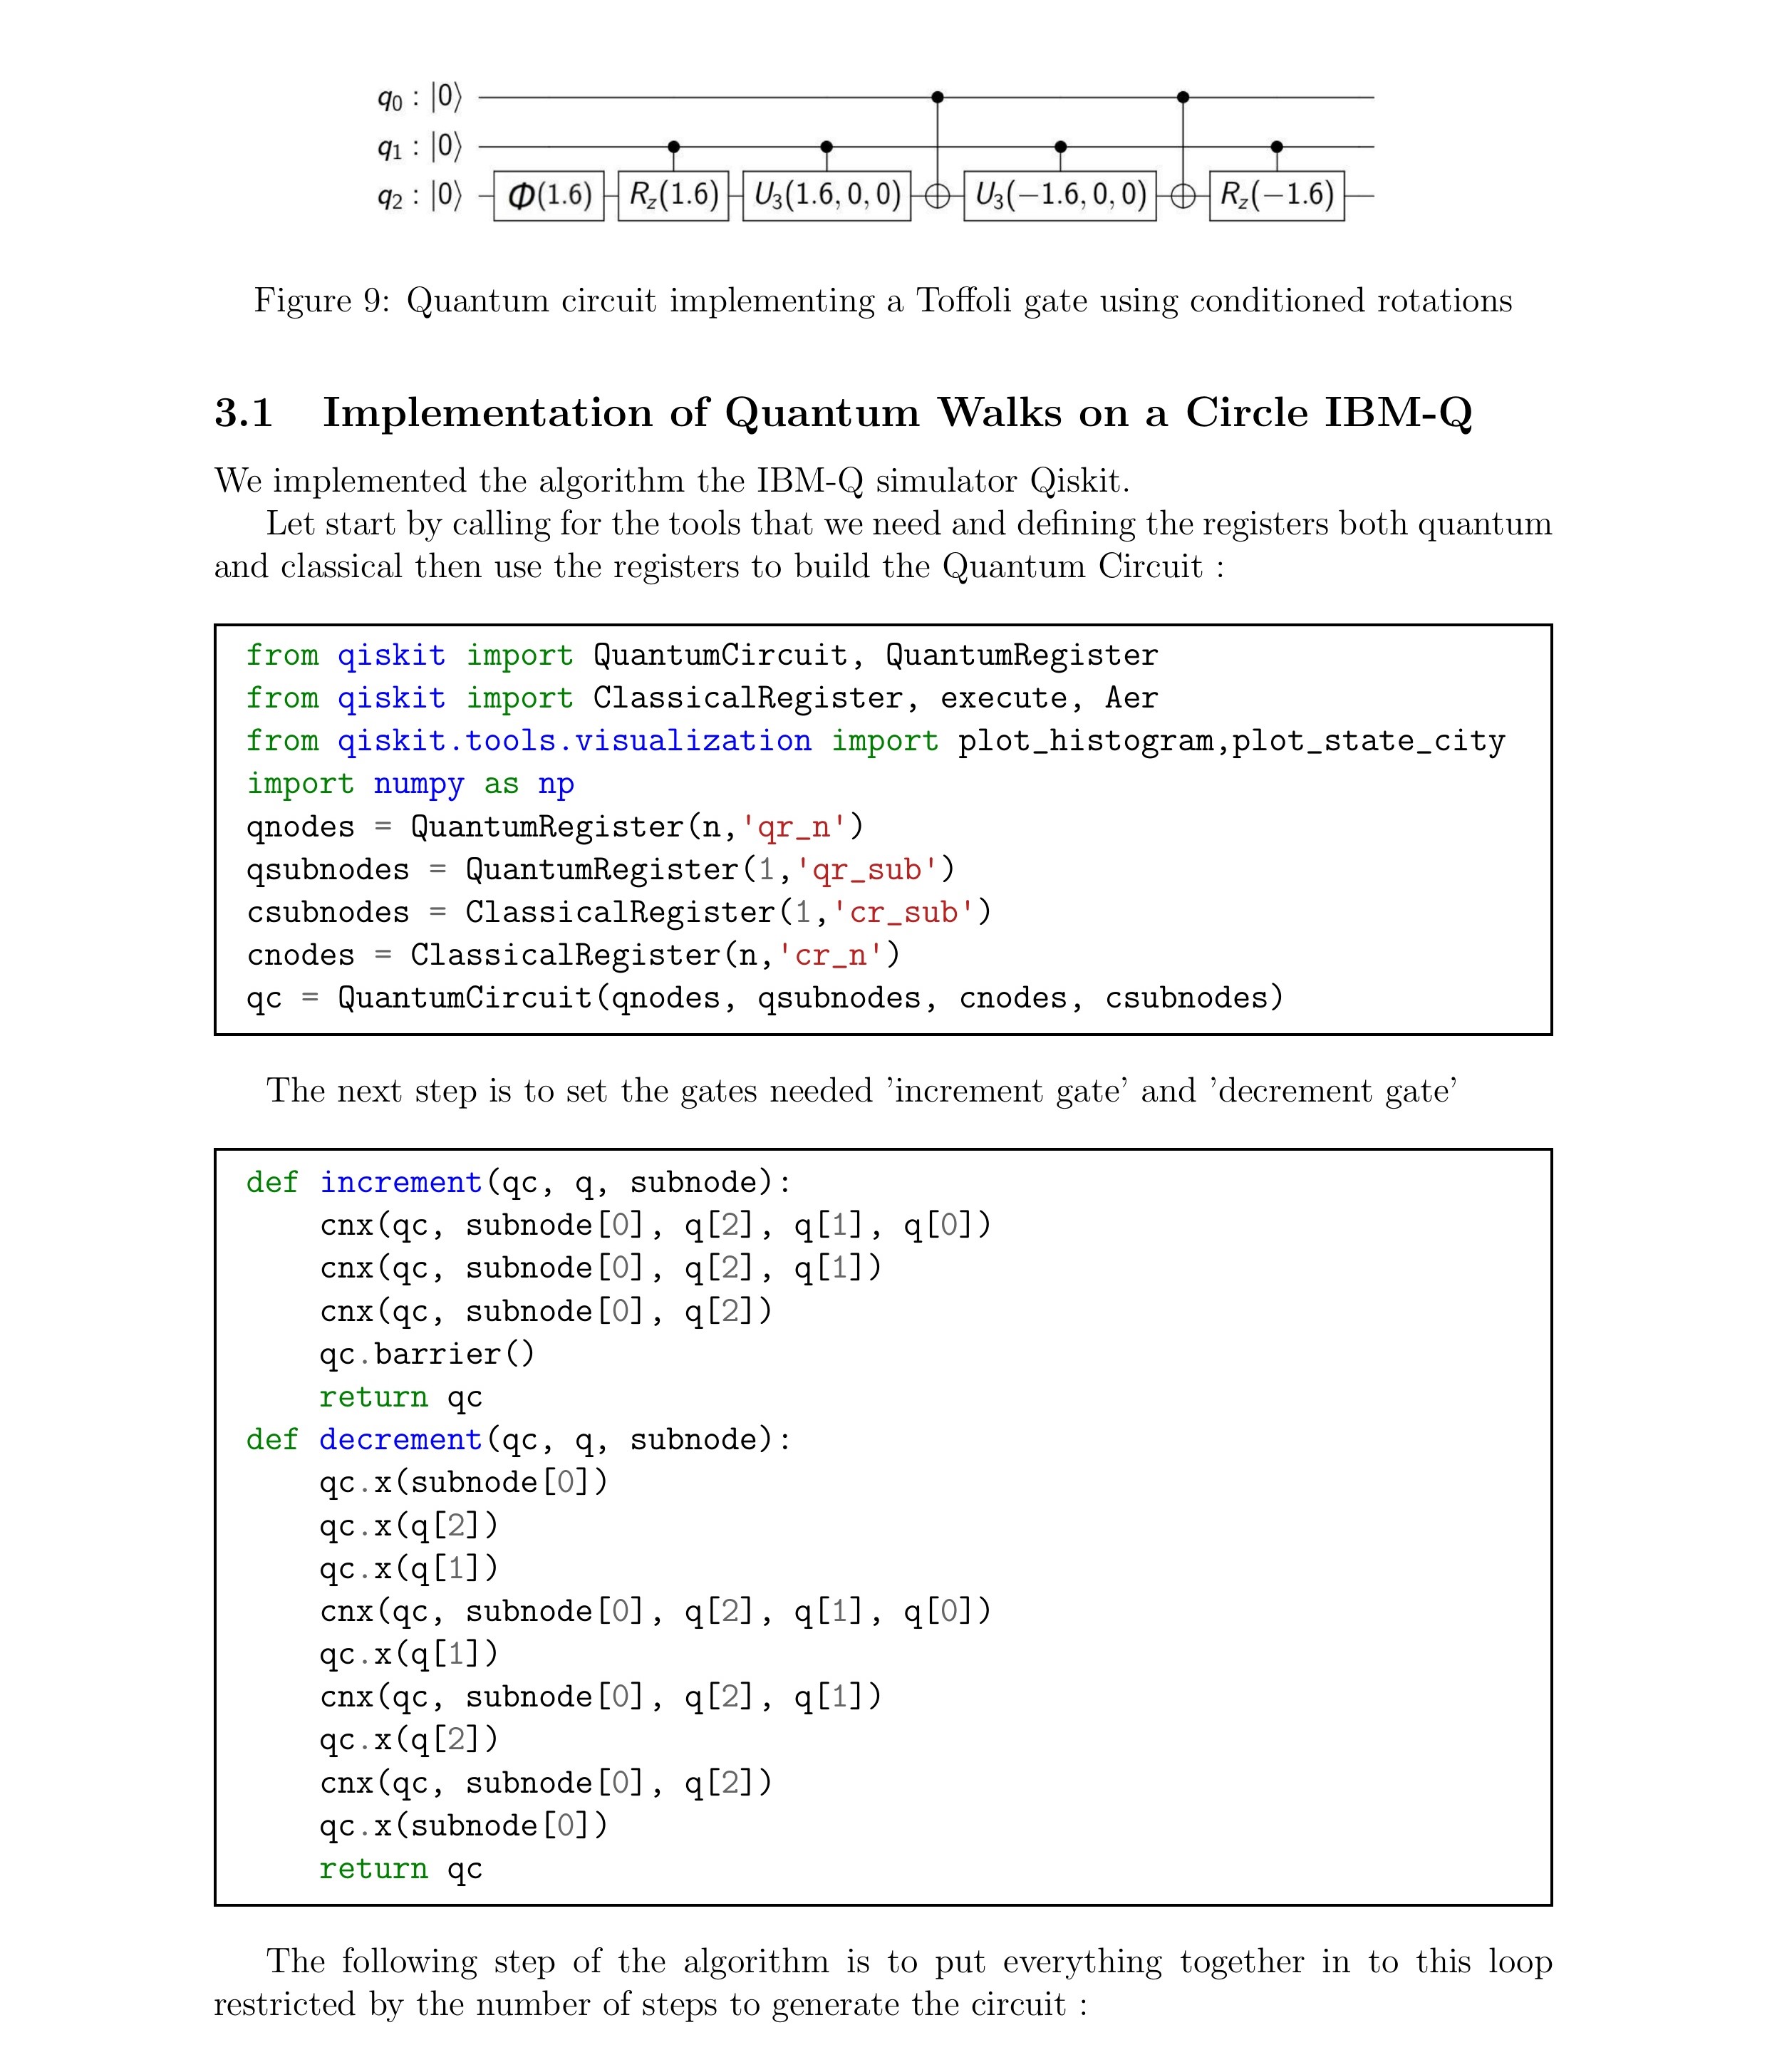 q0 : |0⟩
q1 : |0⟩
q2 : |0⟩ Φ(1.6) Rz(1.6) U3(1.6, 0, 0) U3(−1.6, 0, 0) Rz(−1.6)
Figure 9: Quantum circuit implementing a Toffoli gate using conditioned rotations
3.1 Implementation of Quantum Walks on a Circle IBM-Q
We implemented the algorithm the IBM-Q simulator Qiskit.
Let start by calling for the tools that we need and defining the registers both quantum
and classical then use the registers to build the Quantum Circuit :
from qiskit import QuantumCircuit, QuantumRegister
from qiskit import ClassicalRegister, execute, Aer
from qiskit.tools.visualization import plot_histogram,plot_state_city
import numpy as np
qnodes = QuantumRegister(n,'qr_n')
qsubnodes = QuantumRegister(1,'qr_sub')
csubnodes = ClassicalRegister(1,'cr_sub')
cnodes = ClassicalRegister(n,'cr_n')
qc = QuantumCircuit(qnodes, qsubnodes, cnodes, csubnodes)
The next step is to set the gates needed ’increment gate’ and ’decrement gate’
def increment(qc, q, subnode):
    cnx(qc, subnode[0], q[2], q[1], q[0])
    cnx(qc, subnode[0], q[2], q[1])
    cnx(qc, subnode[0], q[2])
    qc.barrier()
    return qc
def decrement(qc, q, subnode):
    qc.x(subnode[0])
    qc.x(q[2])
    qc.x(q[1])
    cnx(qc, subnode[0], q[2], q[1], q[0])
    qc.x(q[1])
    cnx(qc, subnode[0], q[2], q[1])
    qc.x(q[2])
    cnx(qc, subnode[0], q[2])
    qc.x(subnode[0])
    return qc
The following step of the algorithm is to put everything together in to this loop
restricted by the number of steps to generate the circuit :